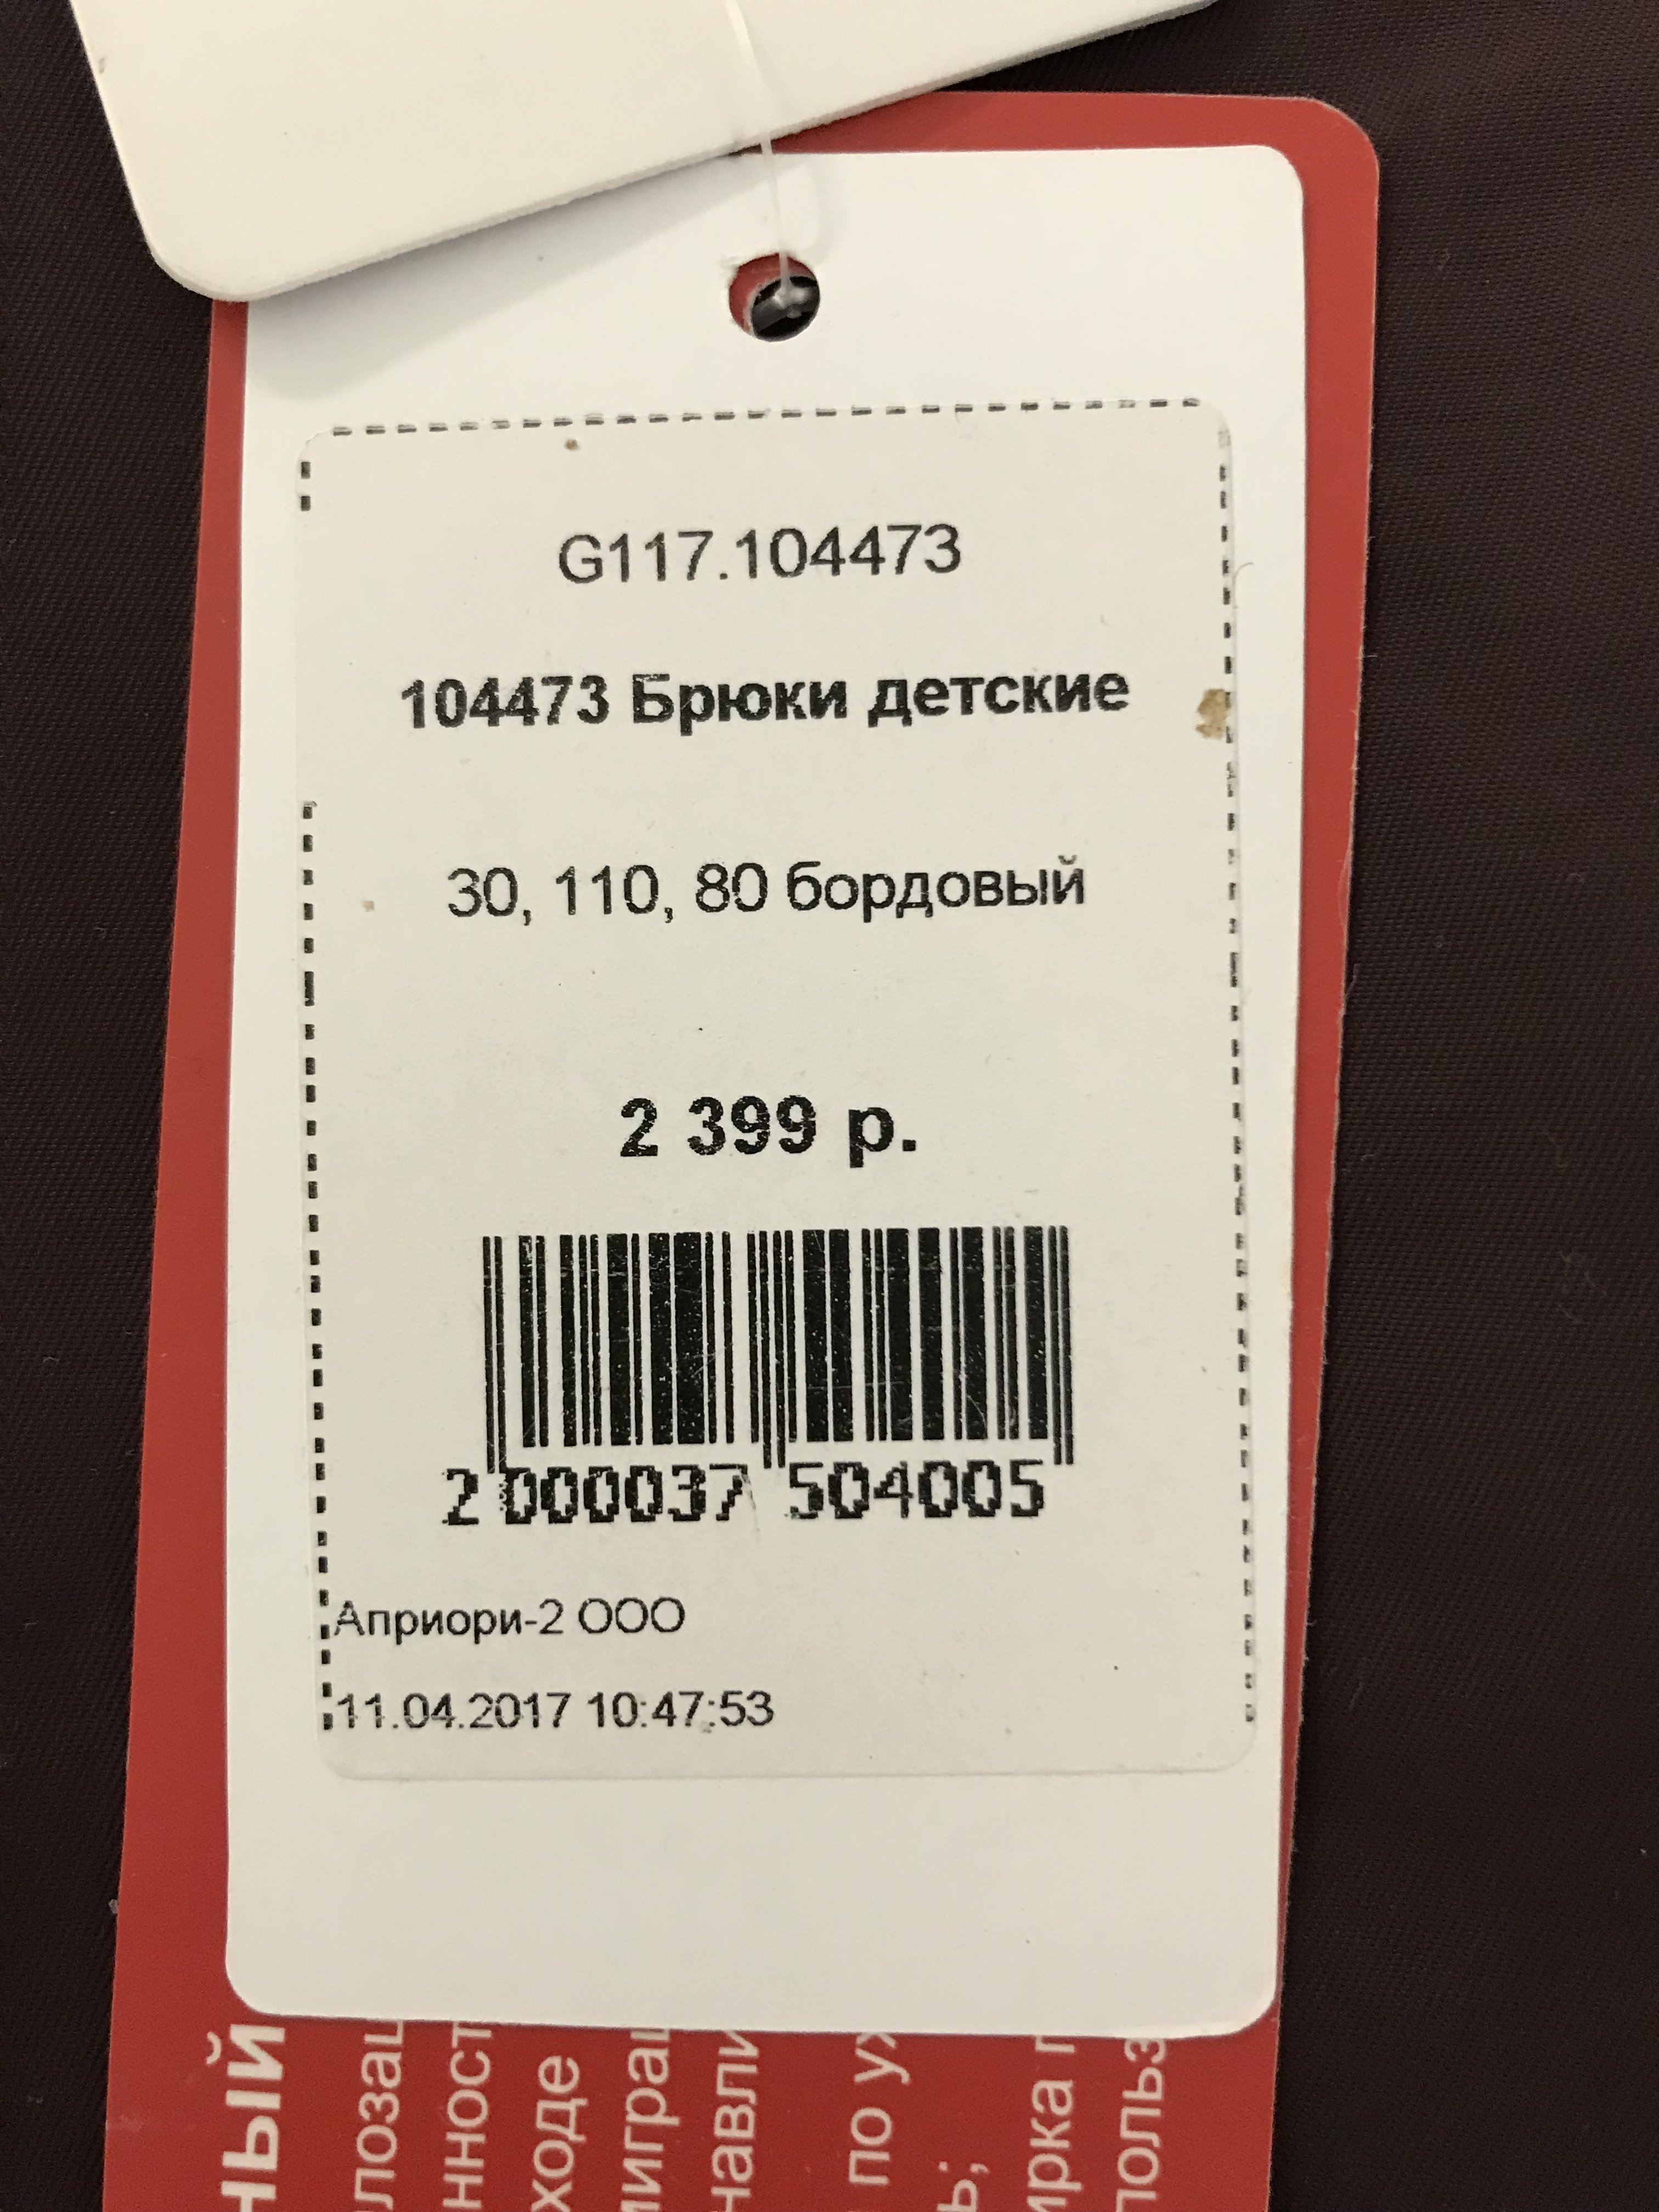 G117.104473
104473 Брюки детские
30, 110, 80 бордовый
2 399 р.
2 000037 504005
Априори-2 ООО
11.04.2017 10:47:53
по